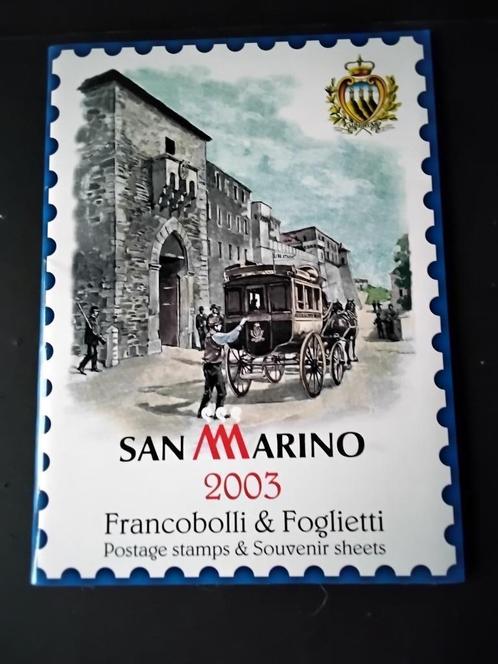 SAN MARINO
2003
Francobolli & Foglietti
Postage stamps & Souvenir sheets